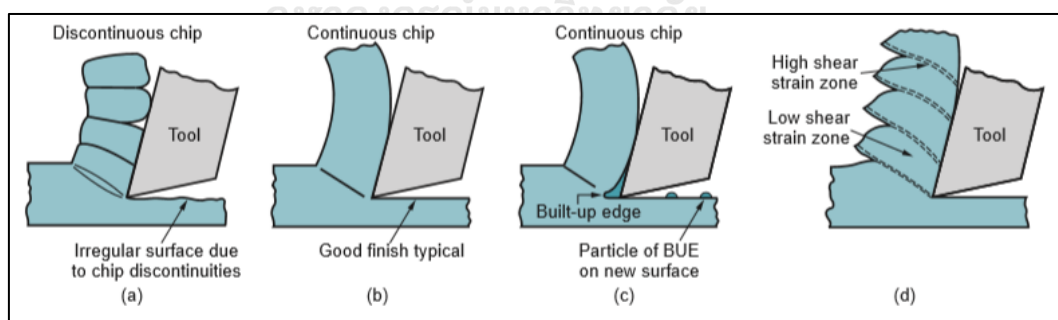 Discontinuous chip
Tool
Irregular surface due
to chip discontinuities
(a)
Continuous chip
Tool
Good finish typical
(b)
Continuous chip
Tool
Built-up edge
Particle of BUE
on new surface
(c)
High shear
strain zone
Low shear
strain zone
Tool
(d)